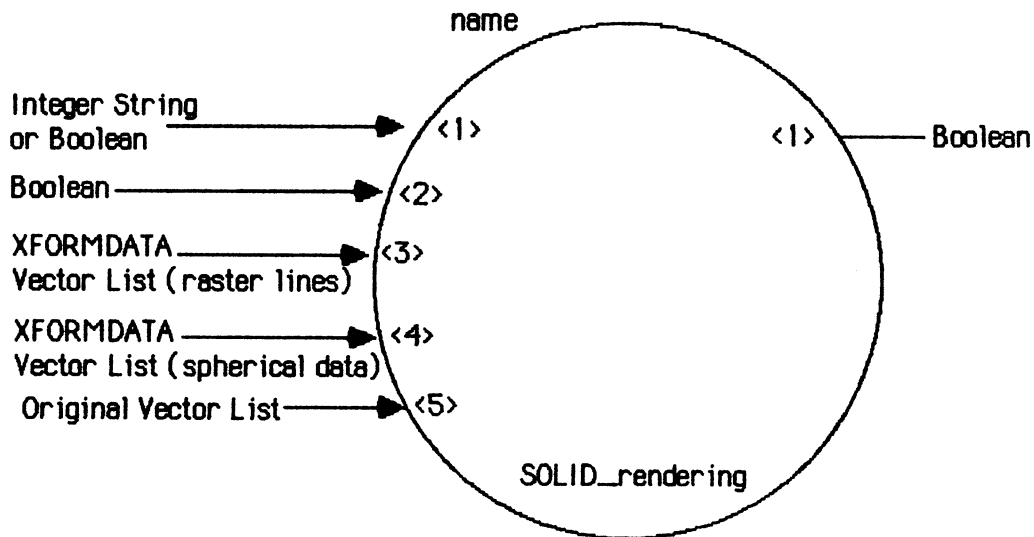 name
Integer String
or Boolean
<1>
<1>
Boolean
Boolean
<2>
XFORMDATA
Vector List (raster lines)
<3>
XFORMDATA
Vector List (spherical data)
<4>
Original Vector List
<5>
SOLID_rendering